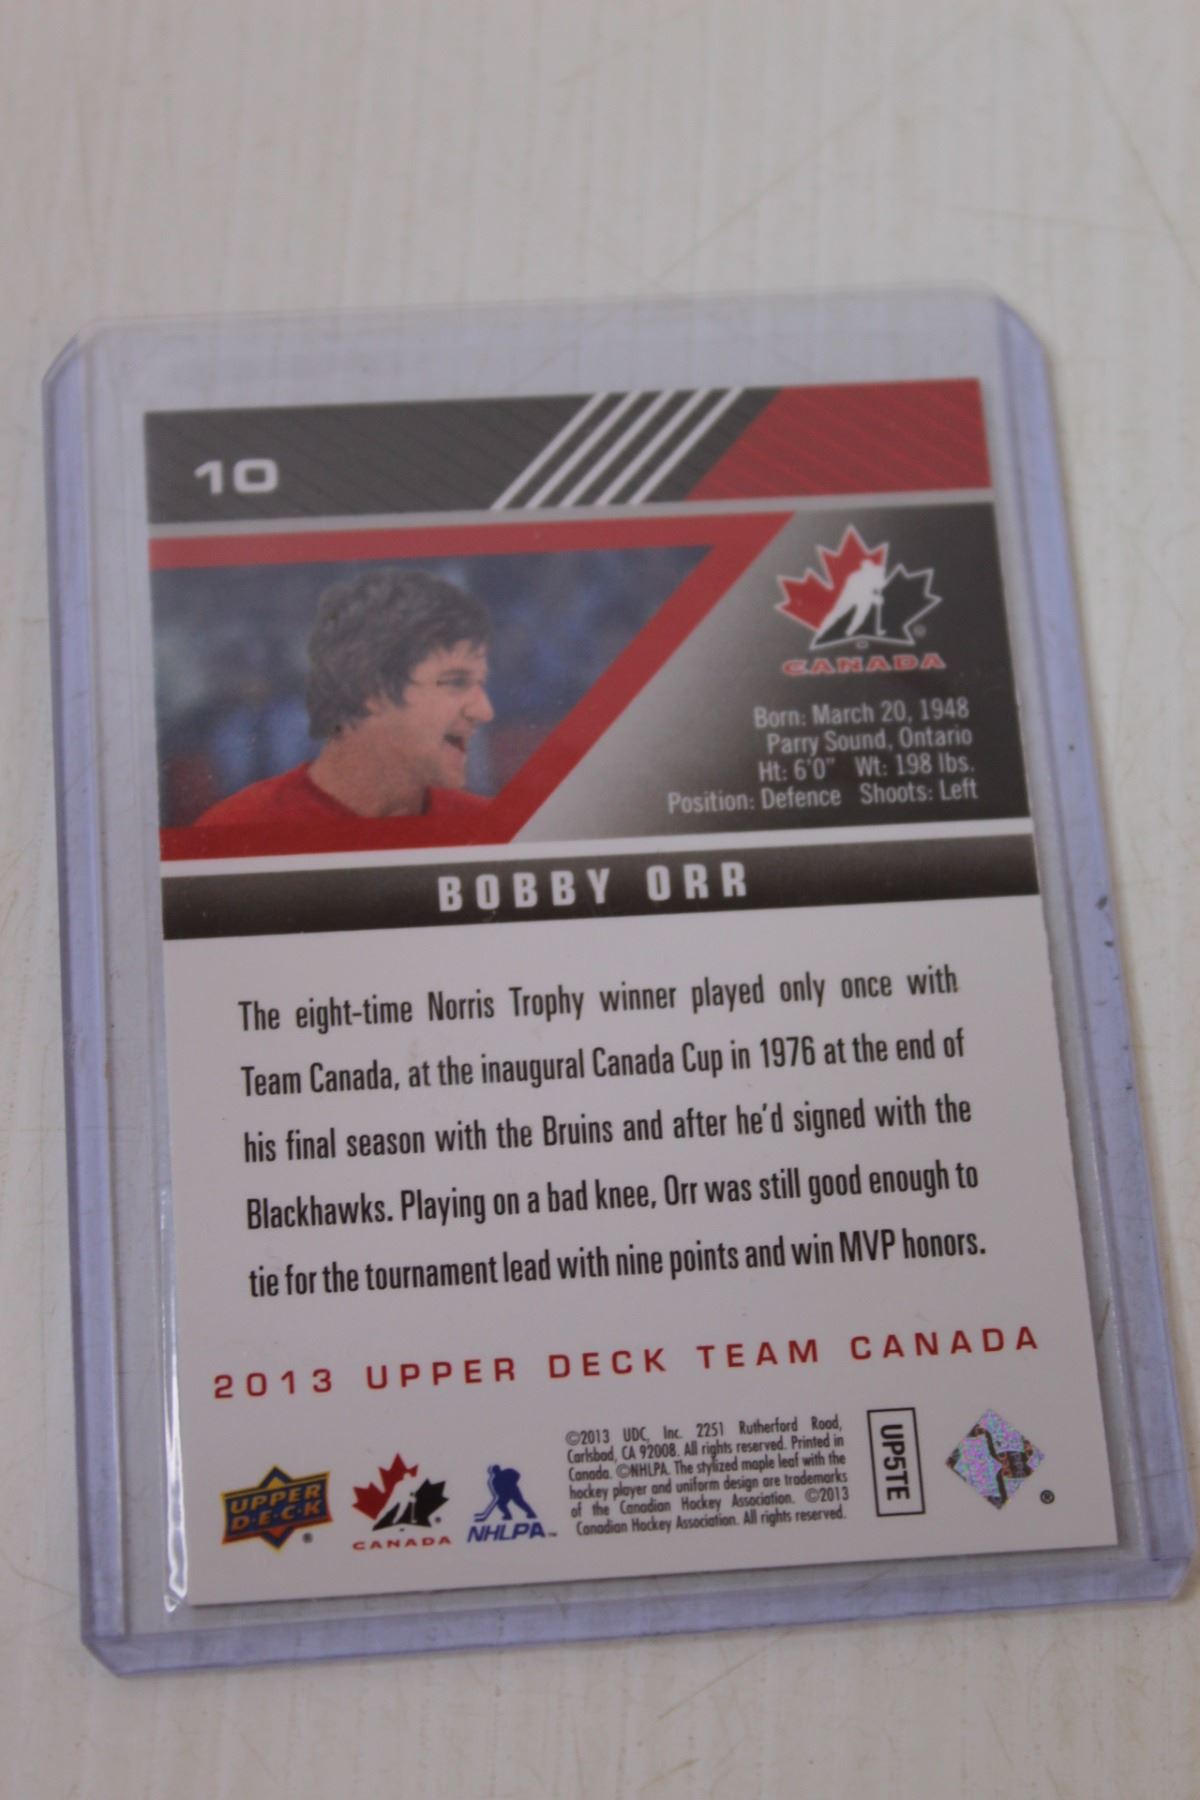 10
CANADA
Born: March 20, 1948
Parry Sound, Ontario
Ht: 6'0" Wt: 198 lbs.
Position: Defence Shoots: Left
BOBBY ORR
The eight-time Norris Trophy winner played only once with
Team Canada, at the inaugural Canada Cup in 1976 at the end of
his final season with the Bruins and after he'd signed with the
Blackhawks. Playing on a bad knee, Orr was still good enough to
tie for the tournament lead with nine points and win MVP honors.
2013 UPPER DECK TEAM CANADA
UPPER
D·E·C·K ®
CANADA
NHLPA™
©2013 UDC, Inc. 2251 Rutherford Road,
Carlsbad, CA 92008. All rights reserved. Printed in
Canada. ©NHLPA. The stylized maple leaf with the
hockey player and uniform design are trademarks
of the Canadian Hockey Association. ©2013
Canadian Hockey Association. All rights reserved.
UP5TE
®